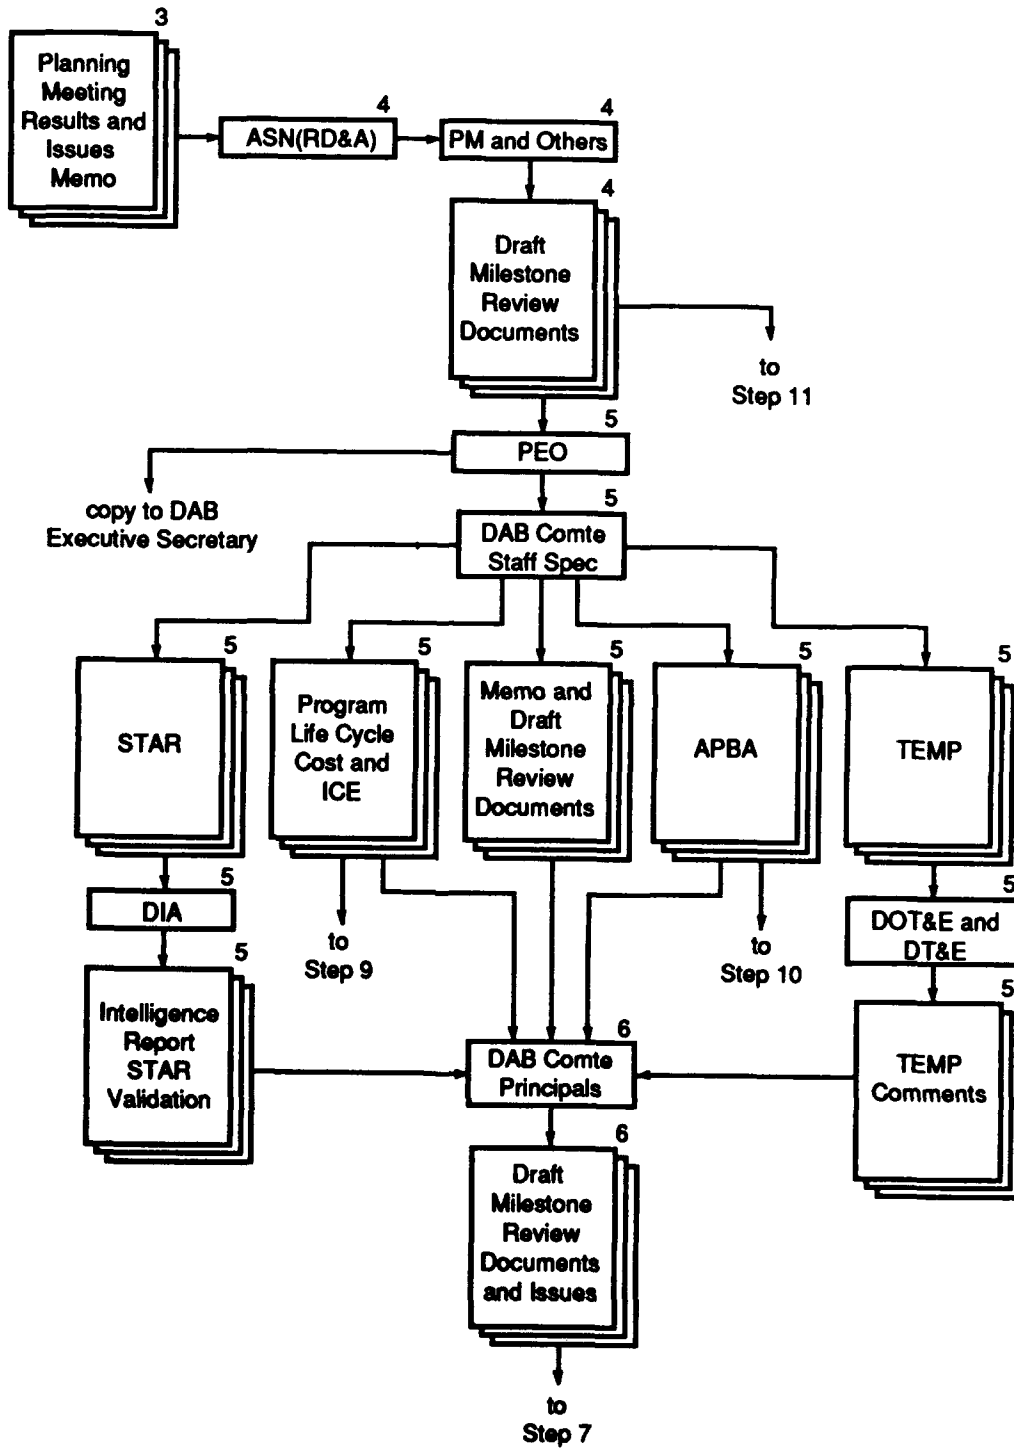 3
Planning
Meeting
Results and
Issues
Memo
4
ASN(RD&A)
4
PM and Others
4
Draft
Milestone
Review
Documents
to
Step 11
5
PEO
copy to DAB
Executive Secretary
5
DAB Comte
Staff Spec
5
STAR
5
Program
Life Cycle
Cost and
ICE
5
Memo and
Draft
Milestone
Review
Documents
5
APBA
5
TEMP
5
DIA
to
Step 9
to
Step 10
5
DOT&E and
DT&E
5
Intelligence
Report
STAR
Validation
6
DAB Comte
Principals
5
TEMP
Comments
6
Draft
Milestone
Review
Documents
and Issues
to
Step 7